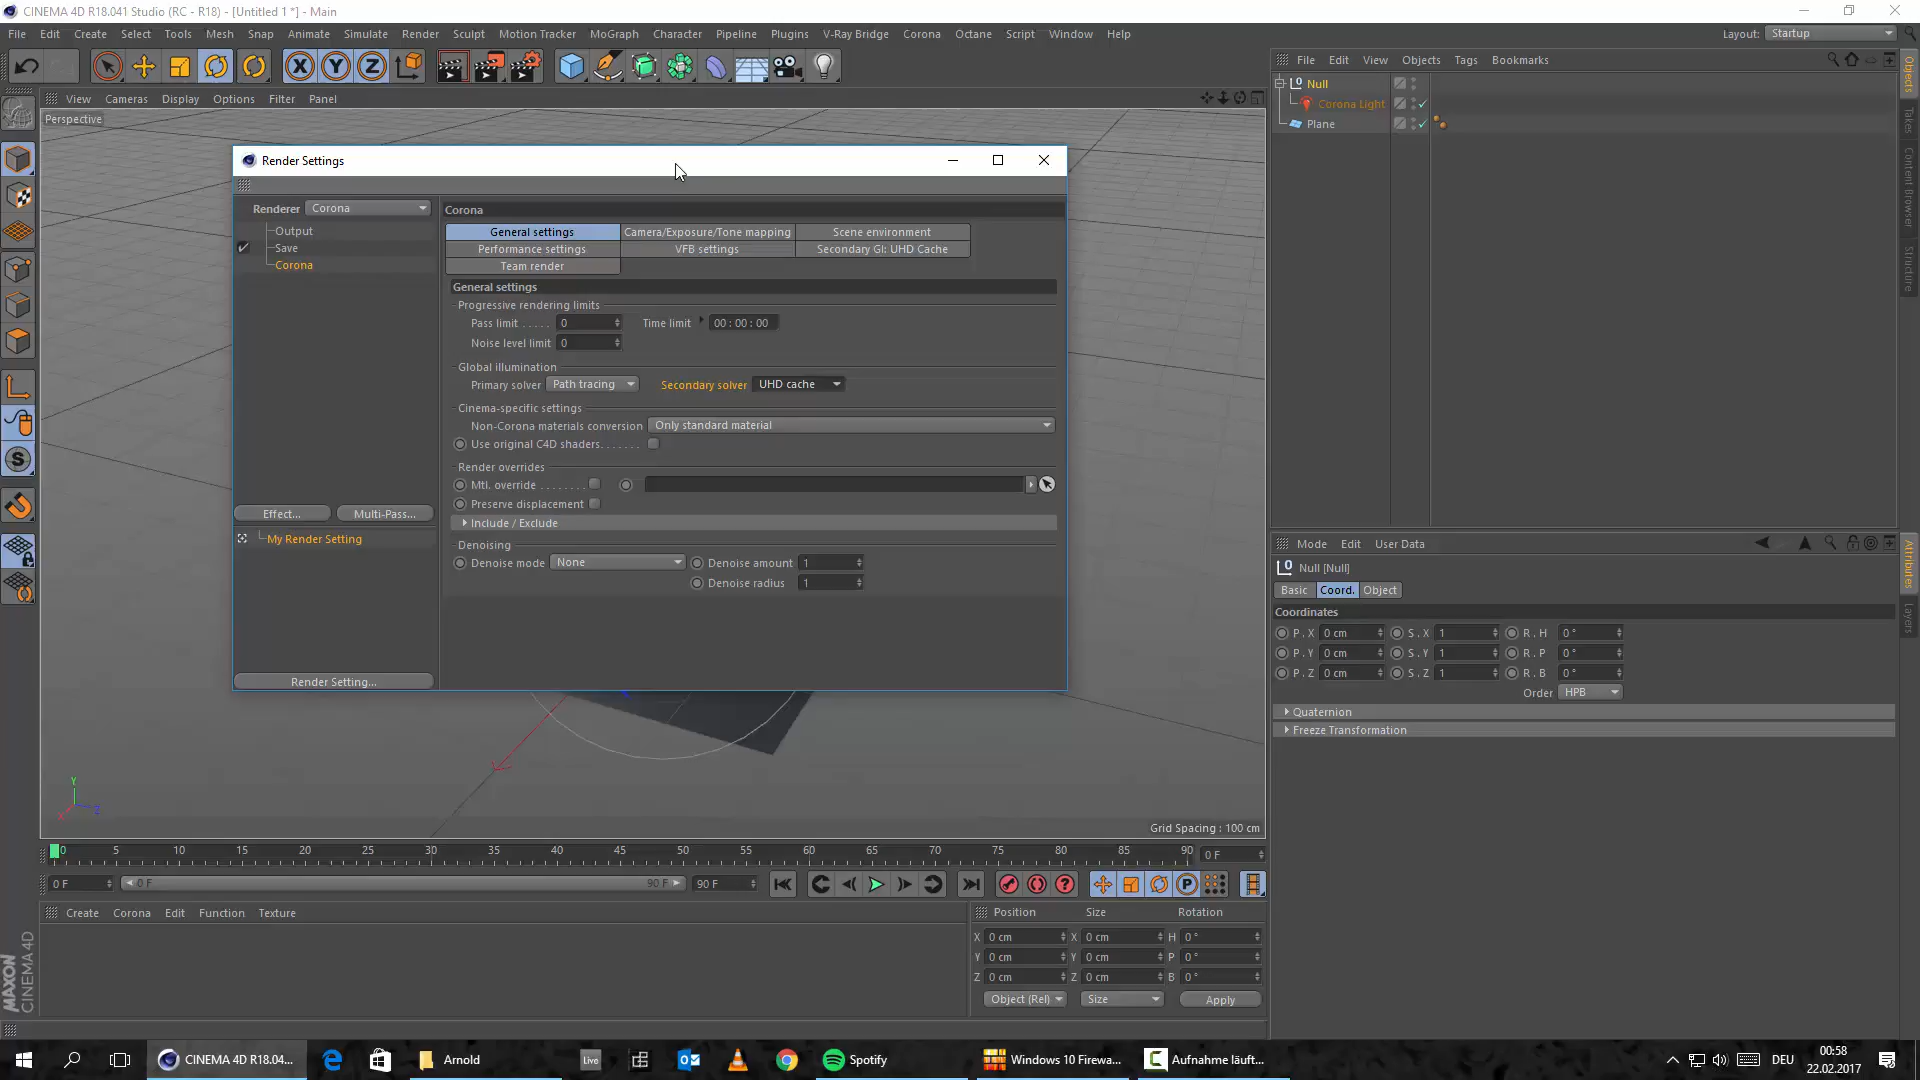 CINEMA 4D R18.041 Studio (RC - R18) - [Untitled 1 *] - Main
File Edit Create Select Tools Mesh Snap Animate Simulate Render Sculpt Motion Tracker MoGraph Character Pipeline Plugins V-Ray Bridge Corona Octane Script Window Help
Layout: Startup
X Y Z
View Cameras Display Options Filter Panel
Perspective
File Edit View Objects Tags Bookmarks
Null
Corona Light
Plane
Objects
Takes
Content Browser
Structure
Render Settings
Renderer Corona
Output
Save
Corona
Effect... Multi-Pass...
My Render Setting
Render Setting...
Corona
General settings Camera/Exposure/Tone mapping Scene environment
Performance settings VFB settings Secondary GI: UHD Cache
Team render
General settings
Progressive rendering limits
Pass limit . . . . . 0 Time limit 00 : 00 : 00
Noise level limit 0
Global illumination
Primary solver Path tracing Secondary solver UHD cache
Cinema-specific settings
Non-Corona materials conversion Only standard material
Use original C4D shaders. . . . . . .
Render overrides
Mtl. override . . . . . . . .
Preserve displacement
Include / Exclude
Denoising
Denoise mode None Denoise amount 1
Denoise radius 1
Mode Edit User Data
Null [Null]
Basic Coord. Object
Coordinates
P . X 0 cm S . X 1 R . H 0 °
P . Y 0 cm S . Y 1 R . P 0 °
P . Z 0 cm S . Z 1 R . B 0 °
Order HPB
Quaternion
Freeze Transformation
Attributes
Layers
Y
X
Z
Grid Spacing : 100 cm
0 5 10 15 20 25 30 35 40 45 50 55 60 65 70 75 80 85 90 0 F
0 F 0 F 90 F 90 F
Create Corona Edit Function Texture
Position Size Rotation
X 0 cm X 0 cm H 0 °
Y 0 cm Y 0 cm P 0 °
Z 0 cm Z 0 cm B 0 °
Object (Rel) Size Apply
MAXON
CINEMA 4D
CINEMA 4D R18.04... Arnold Live Spotify Windows 10 Firewa... Aufnahme läuft... DEU 00:58
22.02.2017